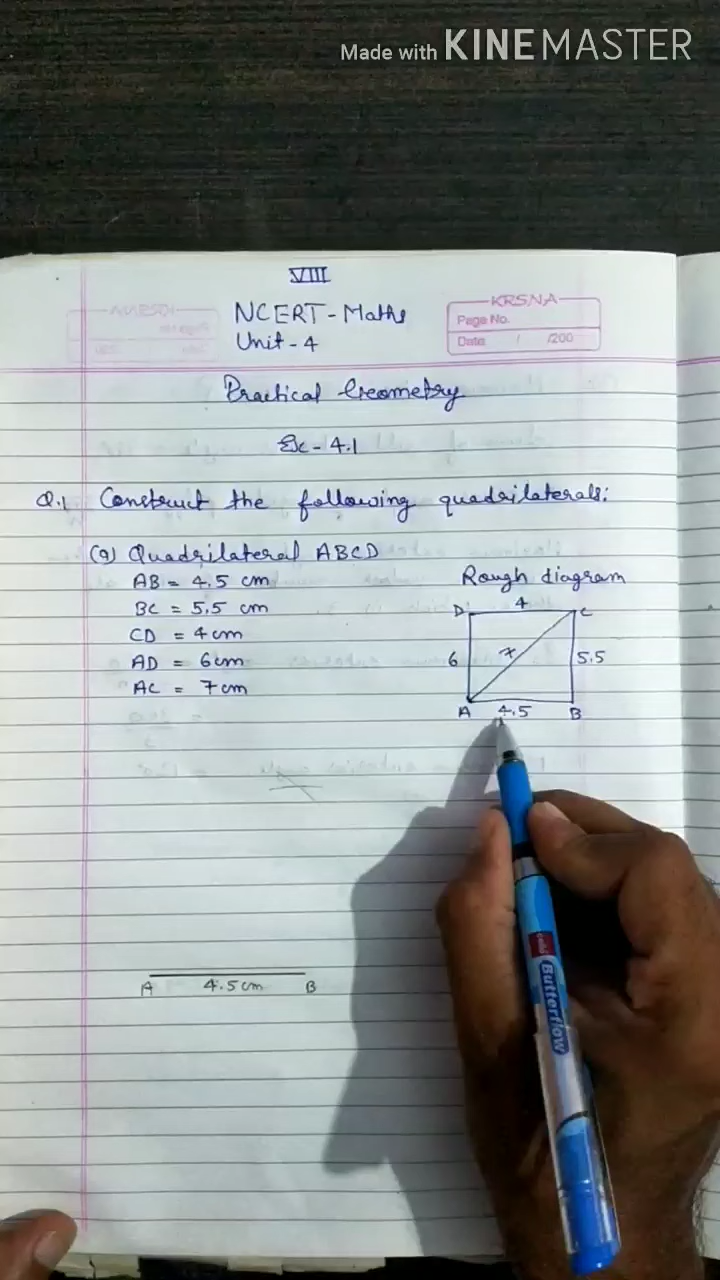 Made with KINEMASTER
VIII
NCERT - Maths
Unit - 4
KRSNA
Page No.
Date / /200
Practical Geometry
Ex - 4.1
Q.1 Construct the following quadrilaterals:
(a) Quadrilateral ABCD
AB = 4.5 cm
BC = 5.5 cm
CD = 4 cm
AD = 6 cm
AC = 7 cm
Rough diagram
D 4 C
6 7 5.5
A 4.5 B
A 4.5 cm B
cello Butterflow